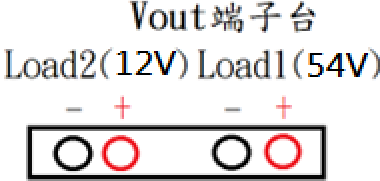 Vout端子台
Load2(12V) Load1(54V)
- + - +